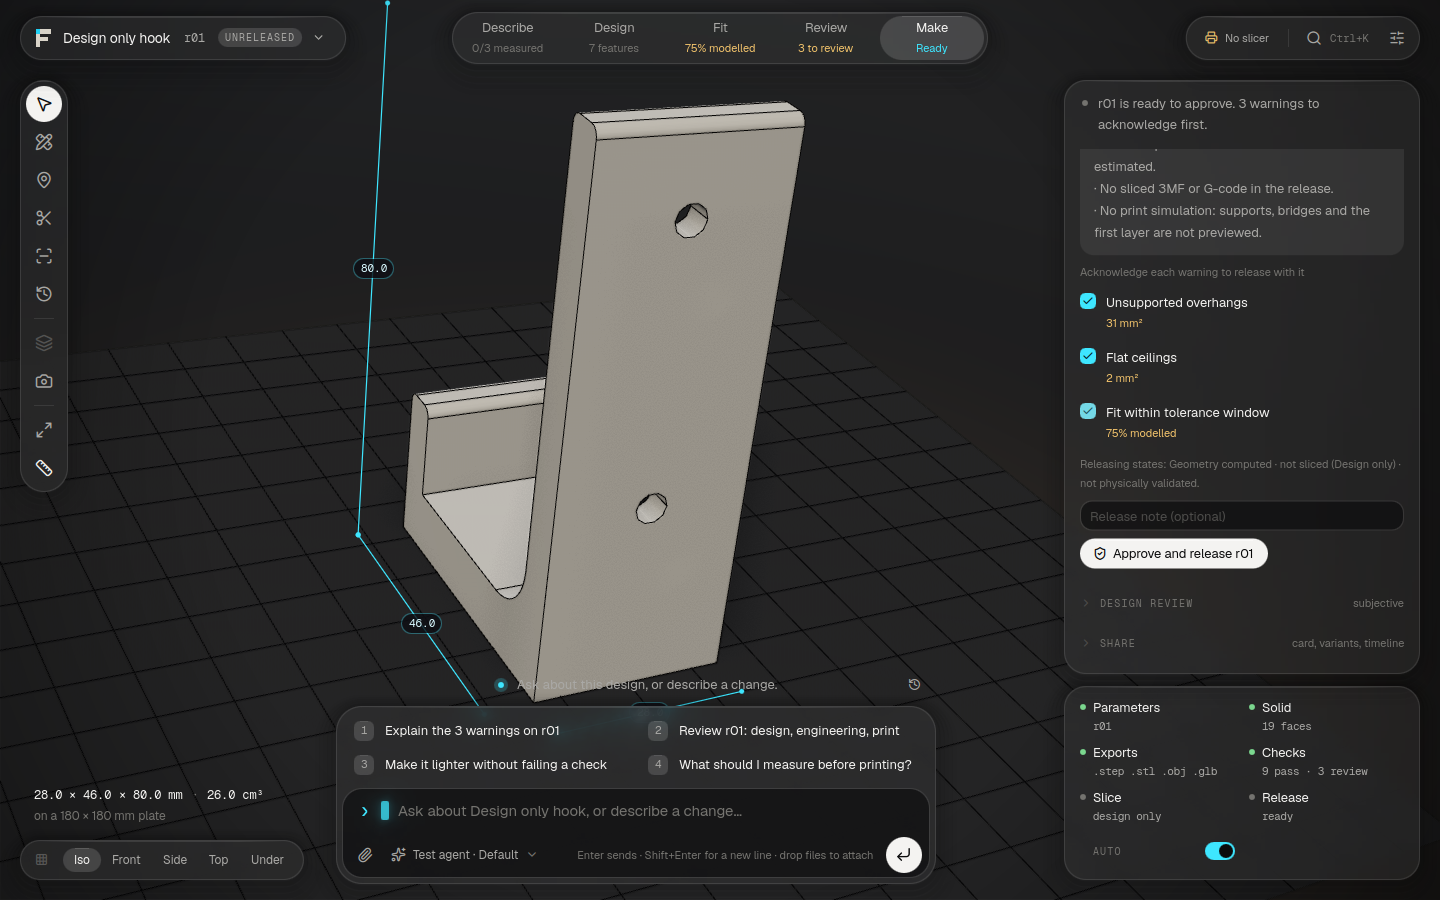 Design only hook r01 UNRELEASED
Describe
0/3 measured
Design
7 features
Fit
75% modelled
Review
3 to review
Make
Ready
No slicer
Ctrl+K
r01 is ready to approve. 3 warnings to
acknowledge first.
estimated.
· No sliced 3MF or G-code in the release.
· No print simulation: supports, bridges and the
first layer are not previewed.
Acknowledge each warning to release with it
Unsupported overhangs
31 mm²
Flat ceilings
2 mm²
Fit within tolerance window
75% modelled
Releasing states: Geometry computed · not sliced (Design only) ·
not physically validated.
Release note (optional)
Approve and release r01
DESIGN REVIEW subjective
SHARE card, variants, timeline
80.0
46.0
Ask about this design, or describe a change.
1 Explain the 3 warnings on r01
2 Review r01: design, engineering, print
3 Make it lighter without failing a check
4 What should I measure before printing?
Ask about Design only hook, or describe a change...
Test agent · Default
Enter sends · Shift+Enter for a new line · drop files to attach
28.0 × 46.0 × 80.0 mm · 26.0 cm³
on a 180 × 180 mm plate
Iso Front Side Top Under
Parameters
r01
Solid
19 faces
Exports
.step .stl .obj .glb
Checks
9 pass · 3 review
Slice
design only
Release
ready
AUTO